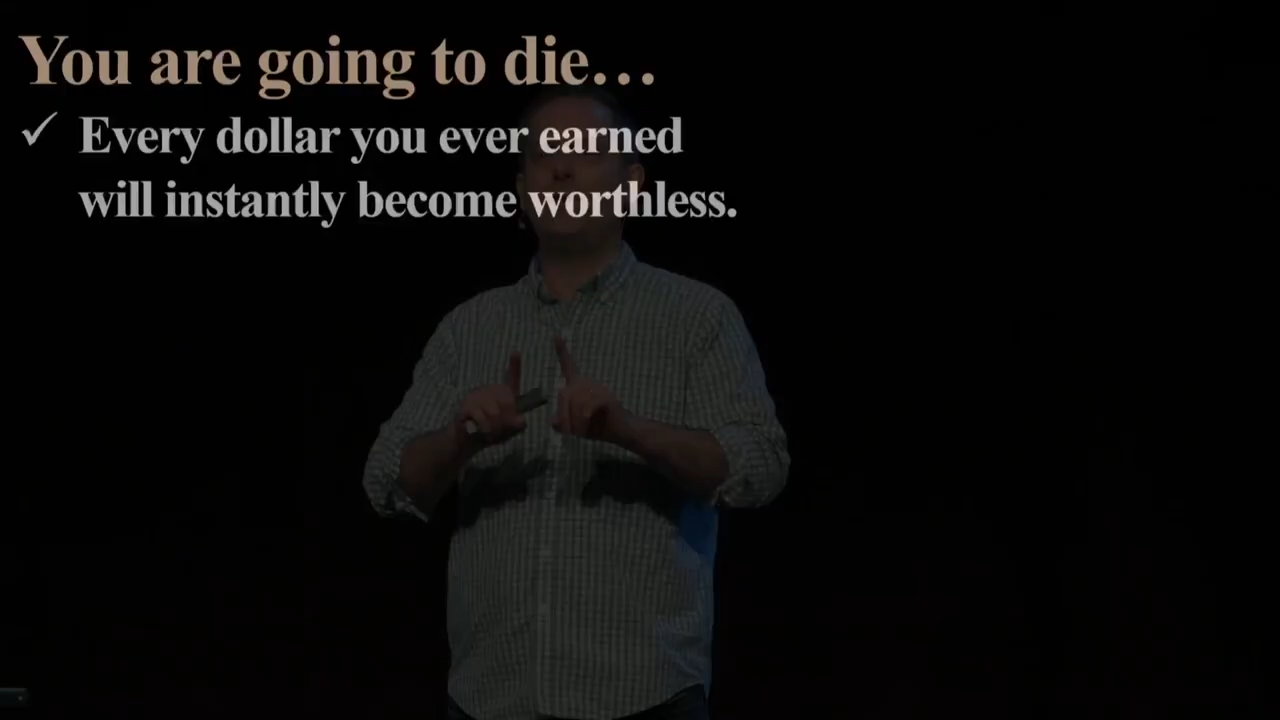 You are going to die…
✓ Every dollar you ever earned
will instantly become worthless.